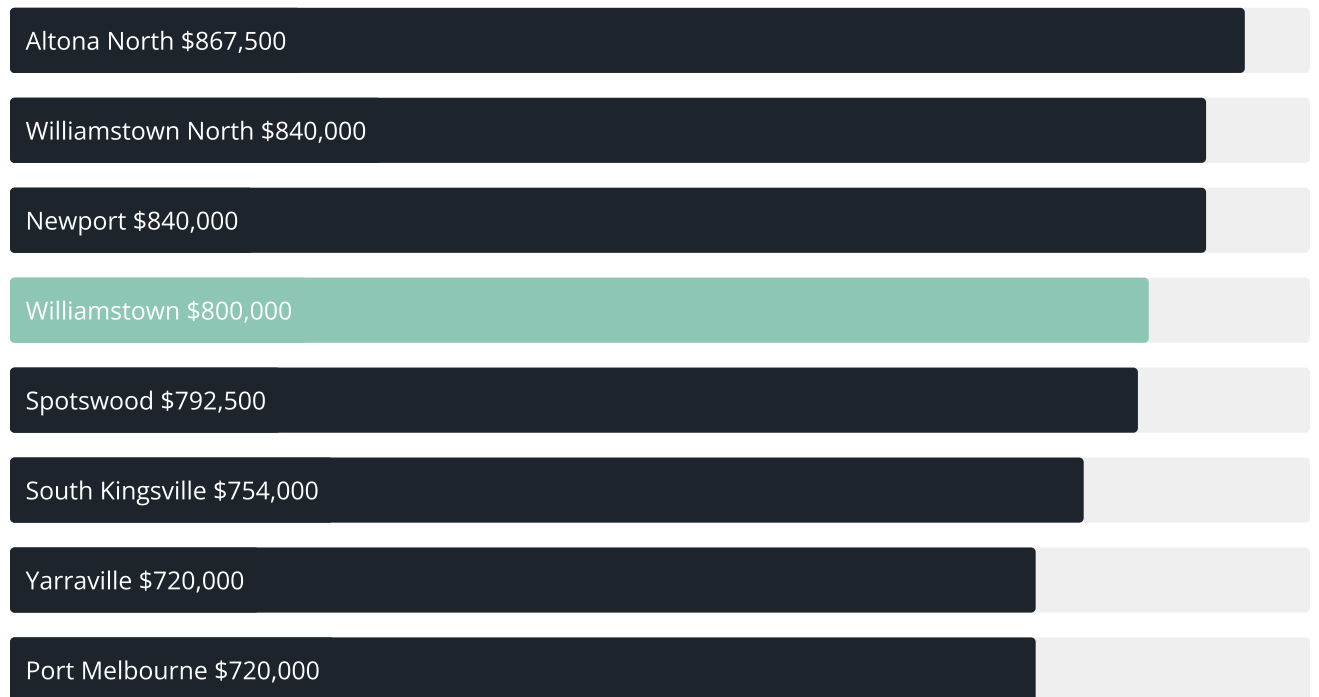 Altona North $867,500
Williamstown North $840,000
Newport $840,000
Williamstown $800,000
Spotswood $792,500
South Kingsville $754,000
Yarraville $720,000
Port Melbourne $720,000